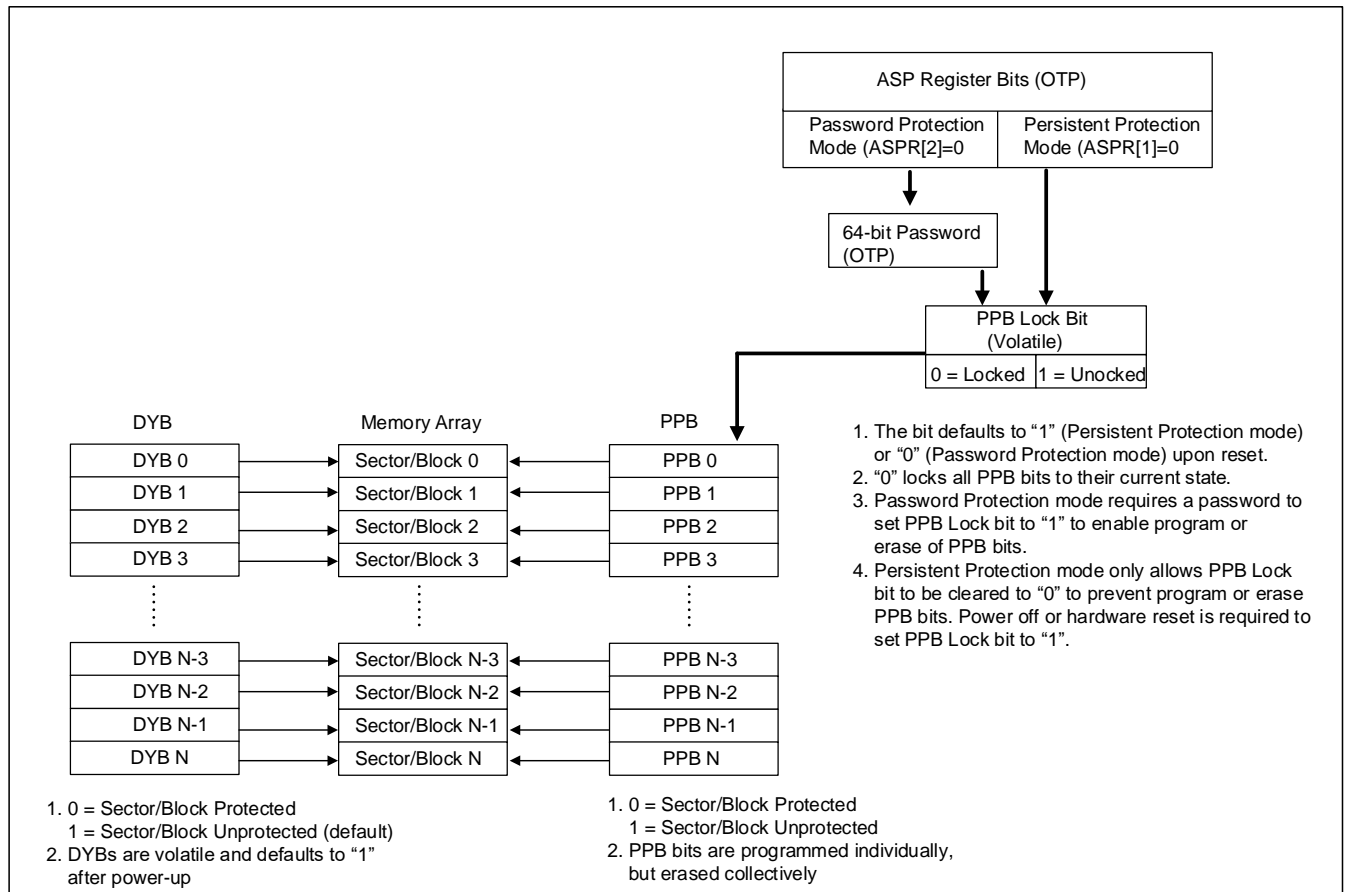 ASP Register Bits (OTP)
Password Protection
Mode (ASPR[2]=0
Persistent Protection
Mode (ASPR[1]=0
64-bit Password
(OTP)
PPB Lock Bit
(Volatile)
0 = Locked
1 = Unocked
1. The bit defaults to “1” (Persistent Protection mode)
or “0” (Password Protection mode) upon reset.
2. “0” locks all PPB bits to their current state.
3. Password Protection mode requires a password to
set PPB Lock bit to “1” to enable program or
erase of PPB bits.
4. Persistent Protection mode only allows PPB Lock
bit to be cleared to “0” to prevent program or erase
PPB bits. Power off or hardware reset is required to
set PPB Lock bit to “1”.
DYB Memory Array PPB
DYB 0 Sector/Block 0 PPB 0
DYB 1 Sector/Block 1 PPB 1
DYB 2 Sector/Block 2 PPB 2
DYB 3 Sector/Block 3 PPB 3
DYB N-3 Sector/Block N-3 PPB N-3
DYB N-2 Sector/Block N-2 PPB N-2
DYB N-1 Sector/Block N-1 PPB N-1
DYB N Sector/Block N PPB N
1. 0 = Sector/Block Protected
1 = Sector/Block Unprotected (default)
2. DYBs are volatile and defaults to “1”
after power-up
1. 0 = Sector/Block Protected
1 = Sector/Block Unprotected
2. PPB bits are programmed individually,
but erased collectively